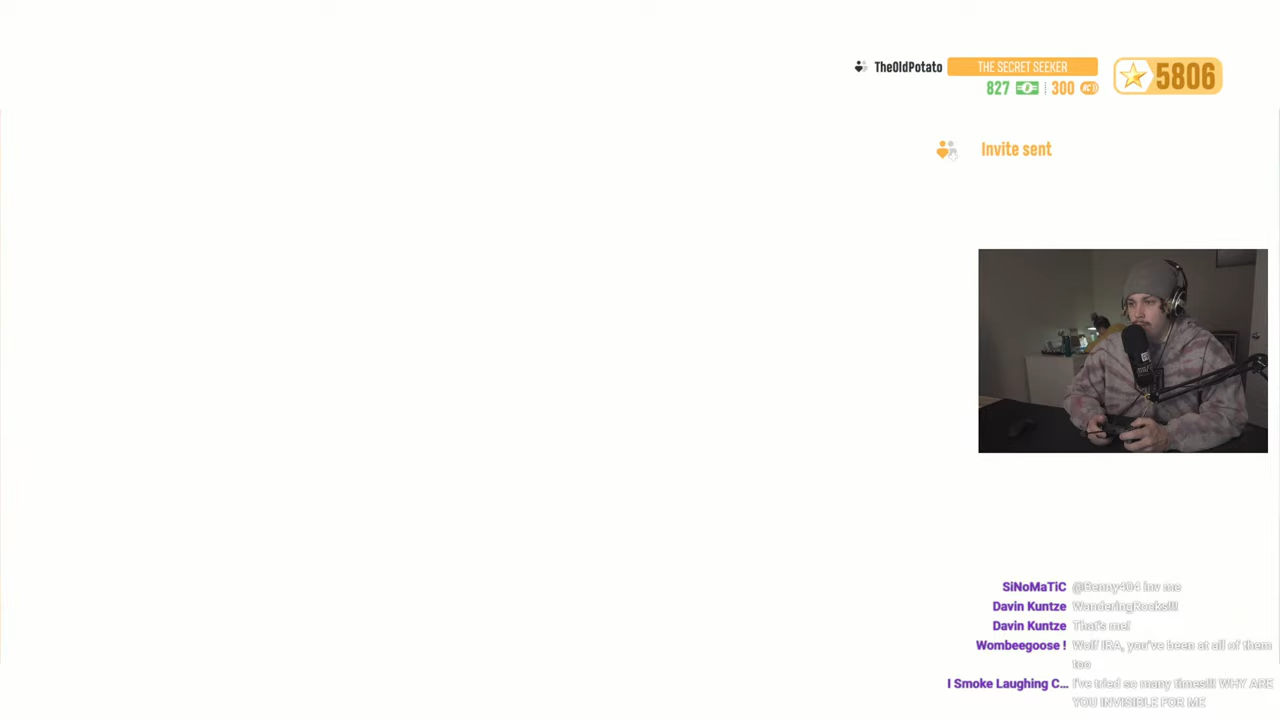 TheOldPotato THE SECRET SEEKER 5806
827 300
Invite sent
SiNoMaTiC @Benny404 inv me
Davin Kuntze WanderingRocks!!!
Davin Kuntze That's me!
Wombeegoose ! Wolf IRA, you've been at all of them
too
I Smoke Laughing C... I've tried so many times!!! WHY ARE
YOU INVISIBLE FOR ME